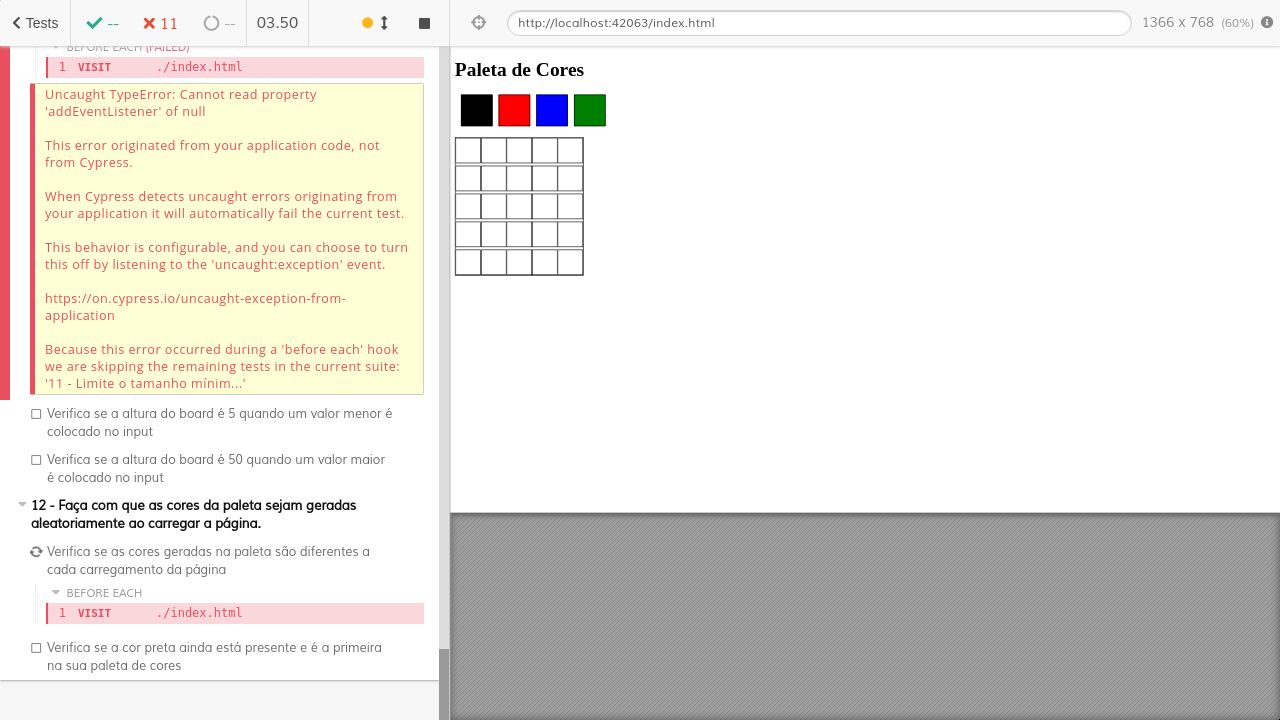 Tests
--
11
--
03.50
http://localhost:42063/index.html
1366 x 768 (60%)
BEFORE EACH (FAILED)
1 VISIT ./index.html
Uncaught TypeError: Cannot read property
'addEventListener' of null
This error originated from your application code, not
from Cypress.
When Cypress detects uncaught errors originating from
your application it will automatically fail the current test.
This behavior is configurable, and you can choose to turn
this off by listening to the 'uncaught:exception' event.
https://on.cypress.io/uncaught-exception-from-
application
Because this error occurred during a 'before each' hook
we are skipping the remaining tests in the current suite:
'11 - Limite o tamanho mínim...'
Verifica se a altura do board é 5 quando um valor menor é
colocado no input
Verifica se a altura do board é 50 quando um valor maior
é colocado no input
12 - Faça com que as cores da paleta sejam geradas
aleatoriamente ao carregar a página.
Verifica se as cores geradas na paleta são diferentes a
cada carregamento da página
BEFORE EACH
1 VISIT ./index.html
Verifica se a cor preta ainda está presente e é a primeira
na sua paleta de cores
Paleta de Cores